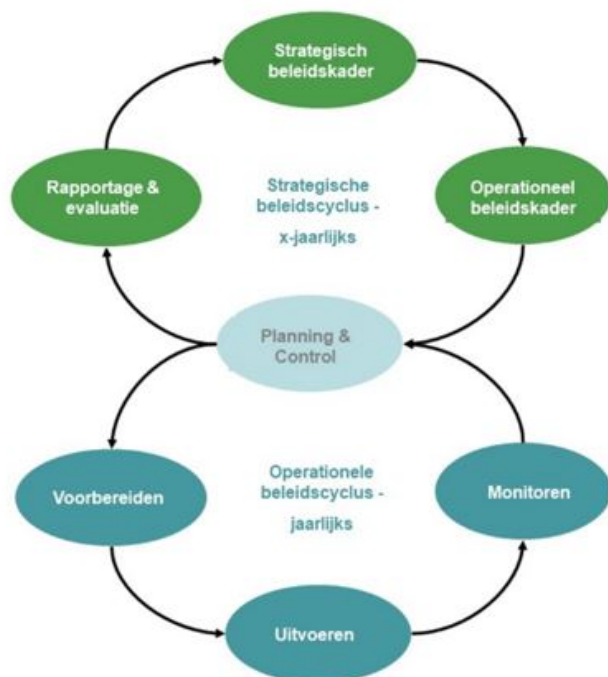 Strategisch
beleidskader
Rapportage &
evaluatie
Strategische
beleidscyclus -
x-jaarlijks
Operationeel
beleidskader
Planning &
Control
Voorbereiden
Operationele
beleidscyclus -
jaarlijks
Monitoren
Uitvoeren